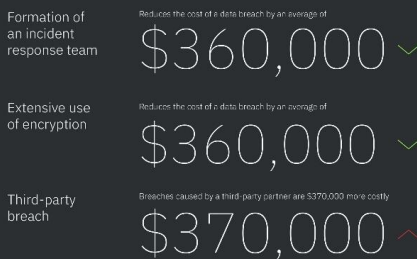 Formation of
an incident
response team
Reduces the cost of a data breach by an average of
$360,000
Extensive use
of encryption
Reduces the cost of a data breach by an average of
$360,000
Third-party
breach
Breaches caused by a third-party partner are $370,000 more costly
$370,000